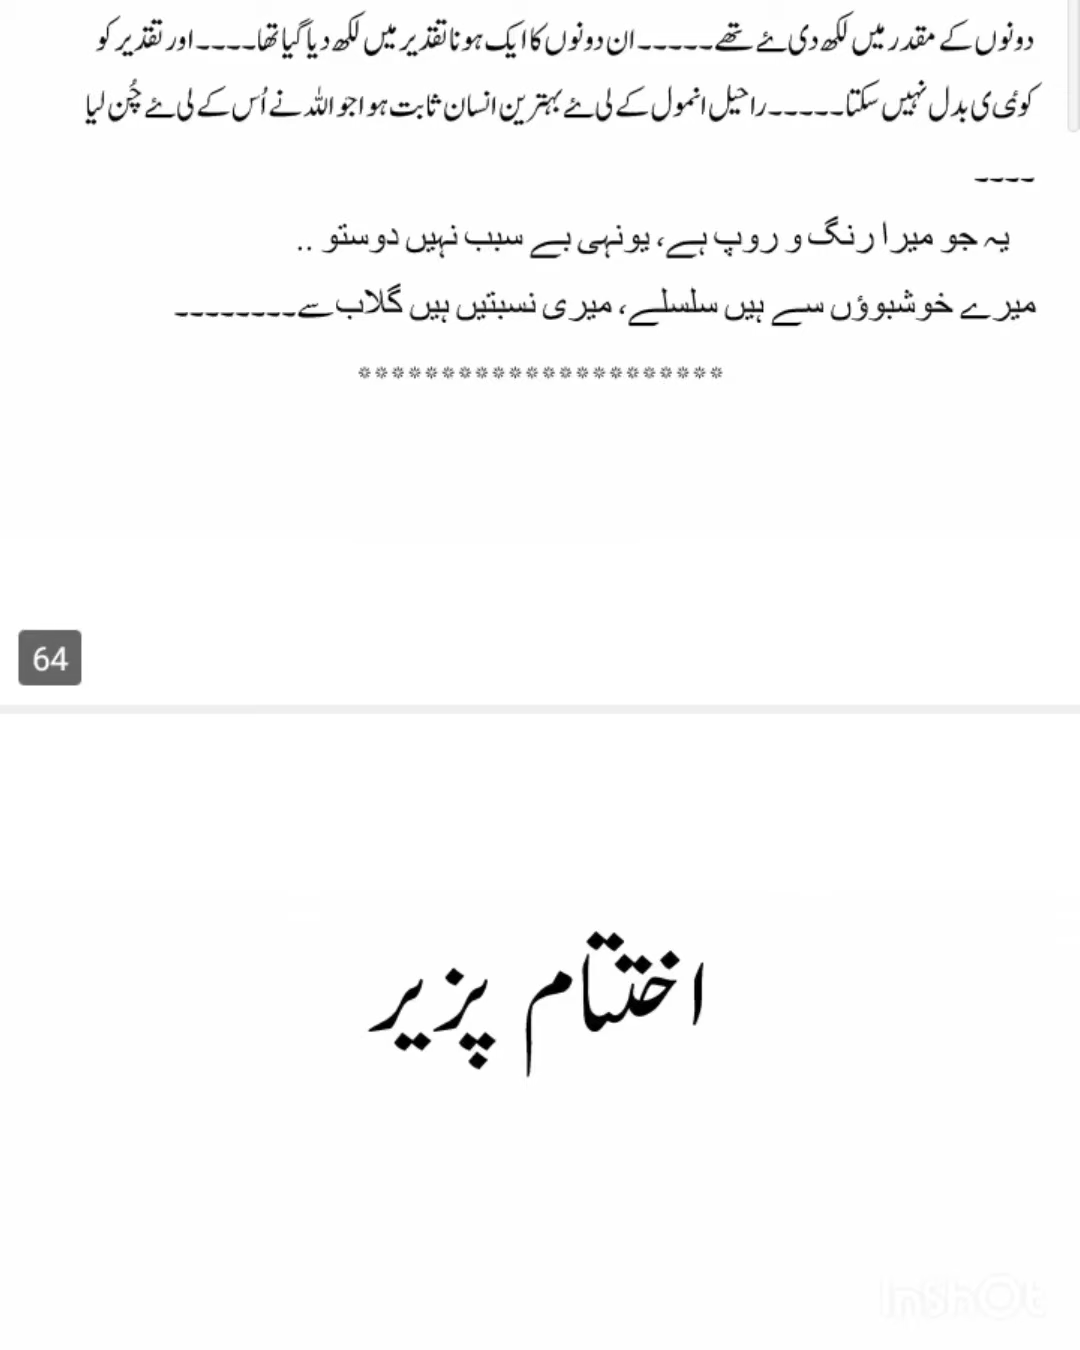 دونوں کے مقدر میں لکھ دی ئے تھے۔۔۔۔۔ان دونوں کا ایک ہونا تقدیر میں لکھ دیا گیا تھا۔۔۔۔اور تقدیر کو
کوئی ی بدل نہیں سکتا۔۔۔۔۔راحیل انمول کے لی ئے بہترین انسان ثابت ہوا جو اللہ نے اُس کے لی ئے چُن لیا
۔۔۔۔
یہ جو میرا رنگ و روپ ہے، یونہی بے سبب نہیں دوستو ..
میرے خوشبوؤں سے ہیں سلسلے، میری نسبتیں ہیں گلاب سے۔۔۔۔۔۔۔۔
**********************
64
اختتام پزیر
InShOt